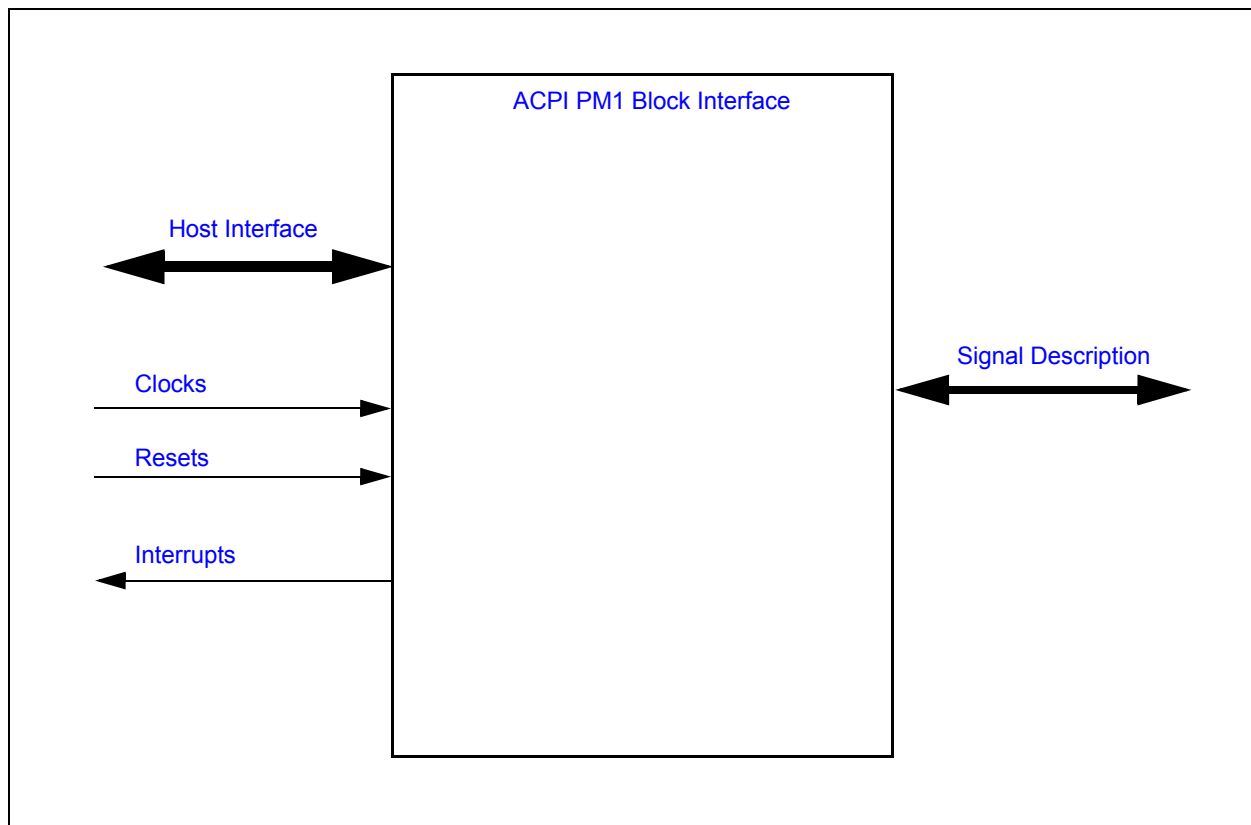 ACPI PM1 Block Interface
Host Interface
Signal Description
Clocks
Resets
Interrupts